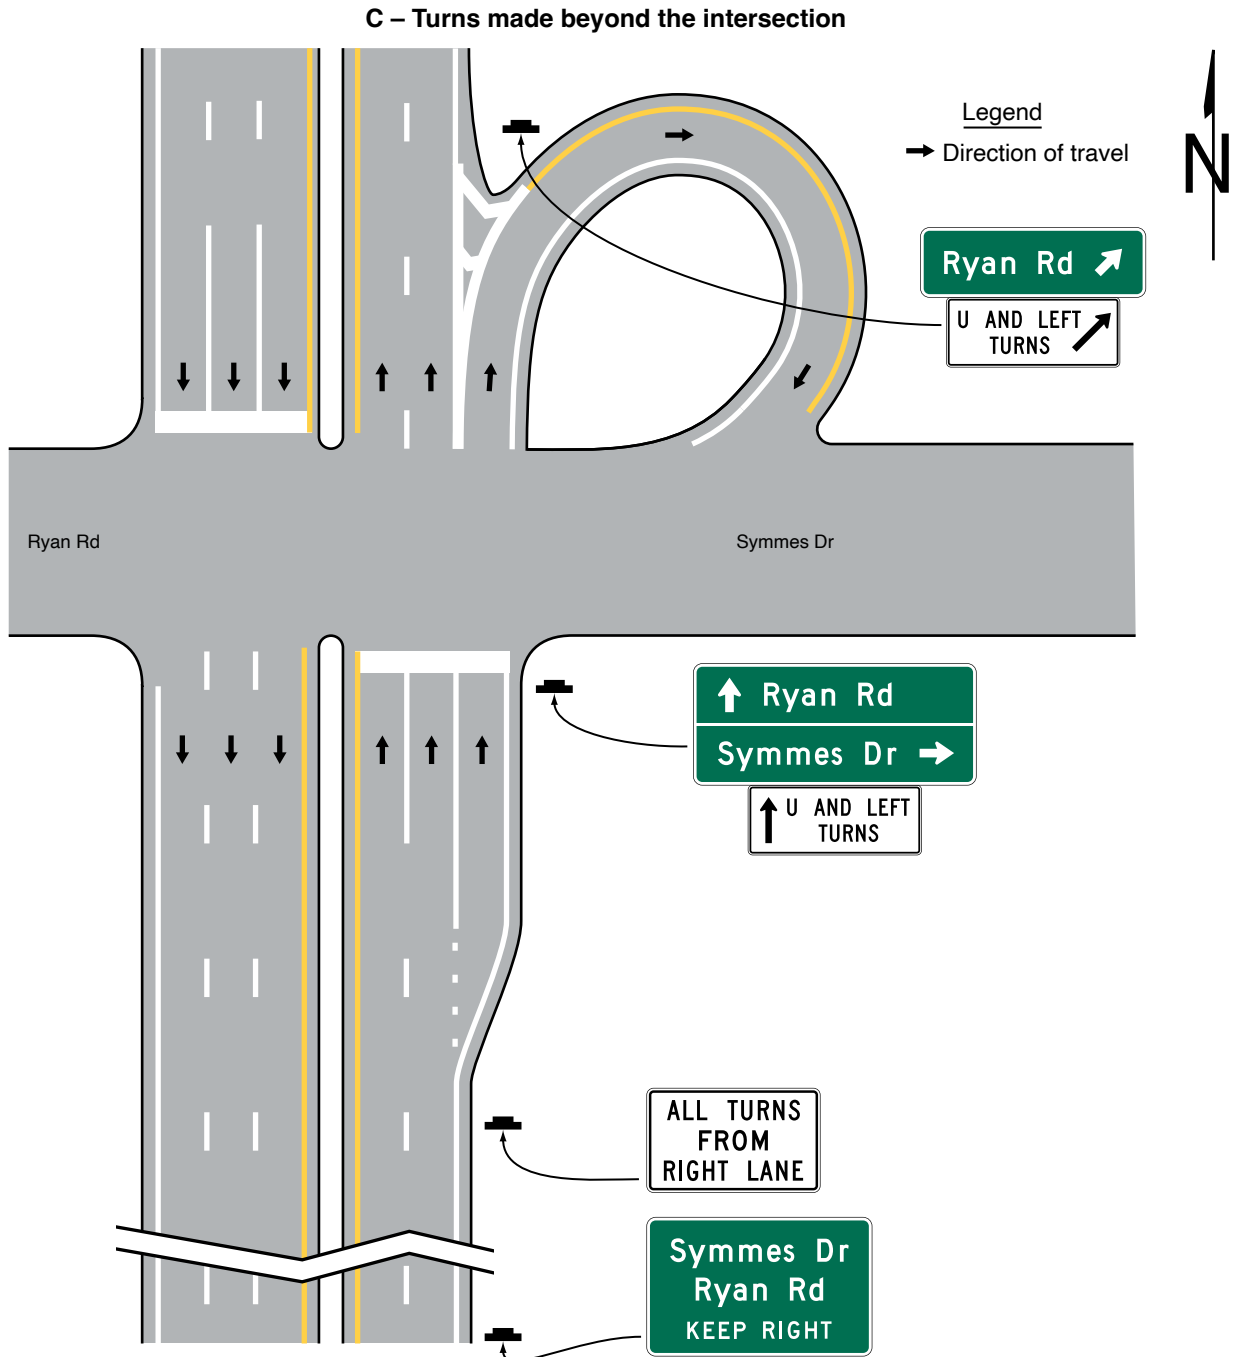 C – Turns made beyond the intersection
Legend
Direction of travel
N
Ryan Rd
U AND LEFT
TURNS
Ryan Rd
Symmes Dr
Ryan Rd
Symmes Dr
U AND LEFT
TURNS
ALL TURNS
FROM
RIGHT LANE
Symmes Dr
Ryan Rd
KEEP RIGHT